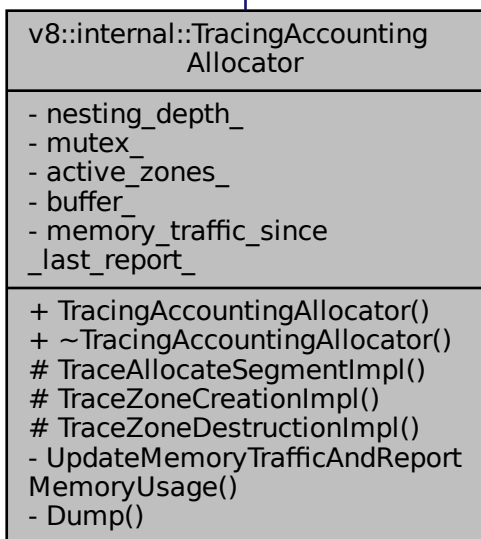 v8::internal::TracingAccounting
Allocator
- nesting_depth_
- mutex_
- active_zones_
- buffer_
- memory_traffic_since
_last_report_
+ TracingAccountingAllocator()
+ ~TracingAccountingAllocator()
# TraceAllocateSegmentImpl()
# TraceZoneCreationImpl()
# TraceZoneDestructionImpl()
- UpdateMemoryTrafficAndReport
MemoryUsage()
- Dump()